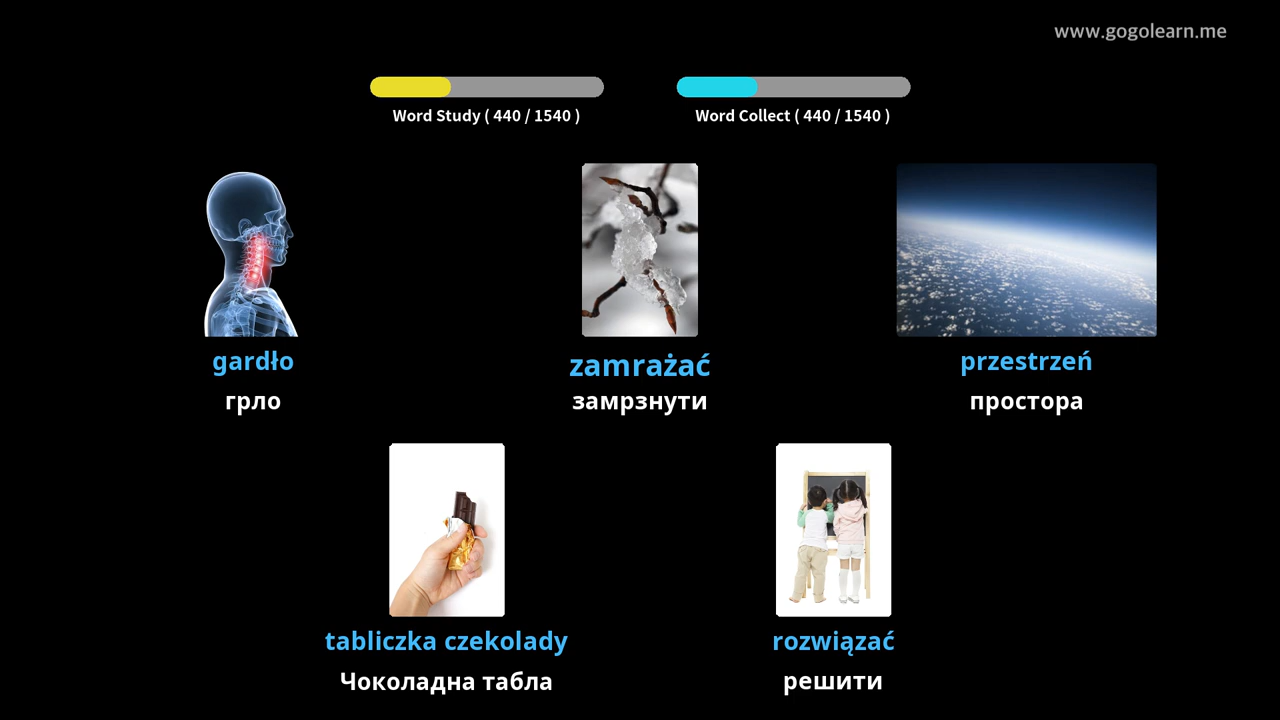 www.gogolearn.me
Word Study ( 440 / 1540 )
Word Collect ( 440 / 1540 )
gardło
zamrażać
przestrzeń
грло
замрзнути
простора
tabliczka czekolady
rozwiązać
Чоколадна табла
решити